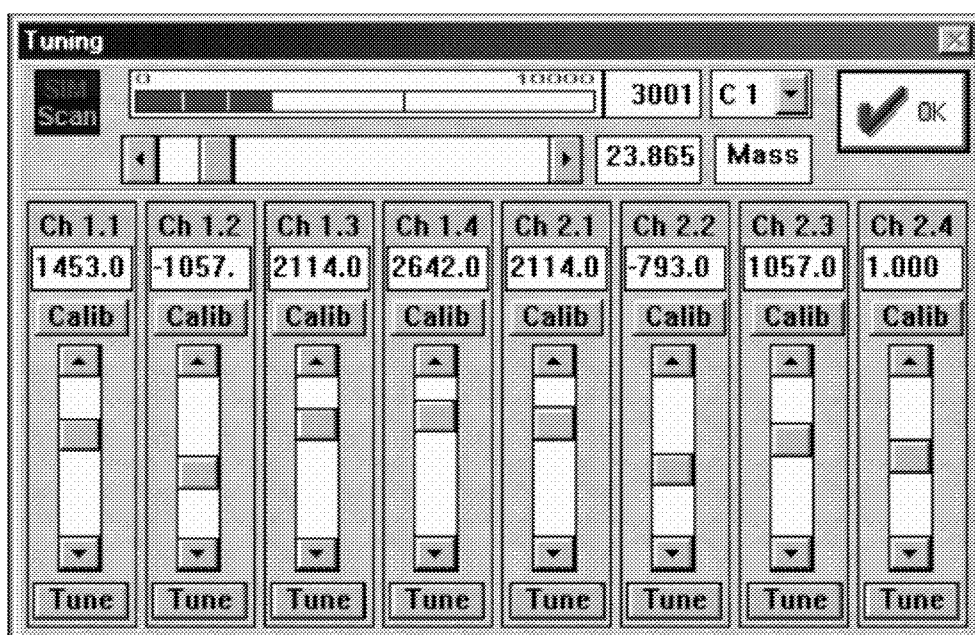 Tuning
0 10000
SIM
Scan
3001 C 1
OK
23.865 Mass
Ch 1.1 Ch 1.2 Ch 1.3 Ch 1.4 Ch 2.1 Ch 2.2 Ch 2.3 Ch 2.4
1453.0 -1057. 2114.0 2642.0 2114.0 -793.0 1057.0 1.000
Calib Calib Calib Calib Calib Calib Calib Calib
Tune Tune Tune Tune Tune Tune Tune Tune